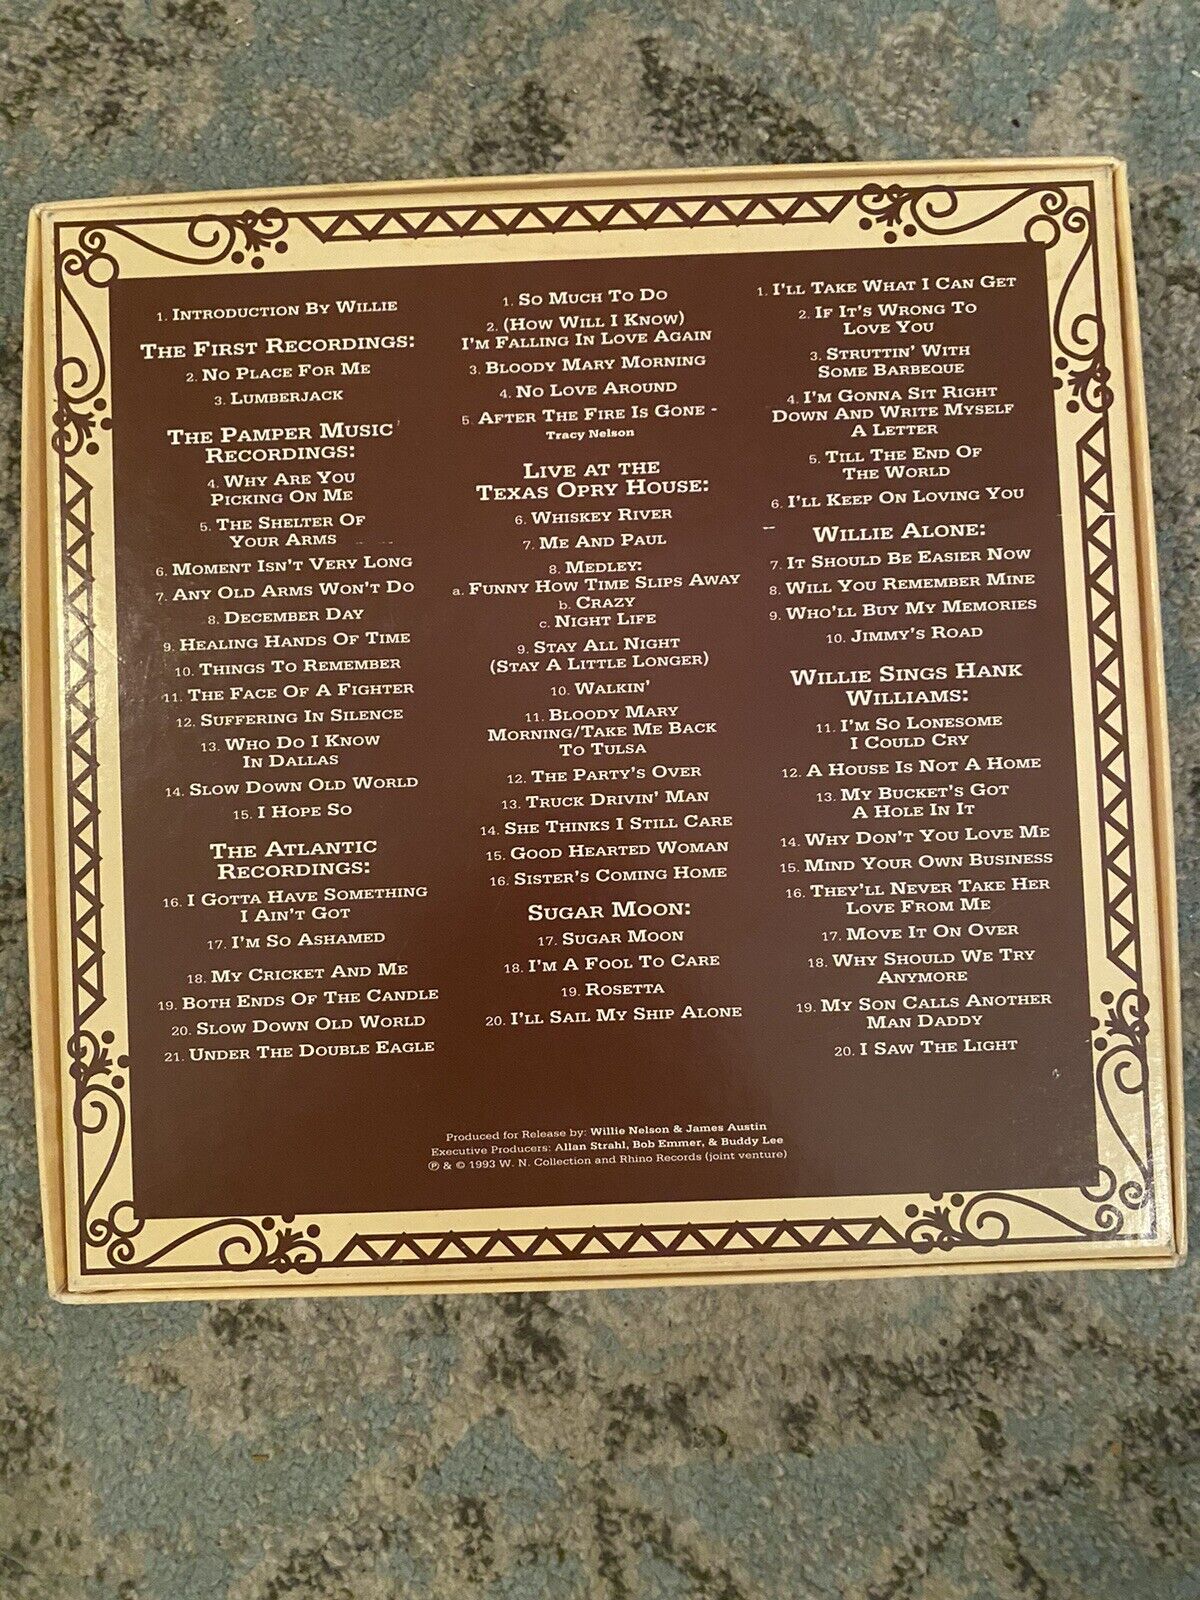 1. Introduction By Willie
The First Recordings:
2. No Place For Me
3. Lumberjack
The Pamper Music
Recordings:
4. Why Are You
Picking On Me
5. The Shelter Of
Your Arms
6. Moment Isn't Very Long
7. Any Old Arms Won't Do
8. December Day
9. Healing Hands Of Time
10. Things To Remember
11. The Face Of A Fighter
12. Suffering In Silence
13. Who Do I Know
In Dallas
14. Slow Down Old World
15. I Hope So
The Atlantic
Recordings:
16. I Gotta Have Something
I Ain't Got
17. I'm So Ashamed
18. My Cricket And Me
19. Both Ends Of The Candle
20. Slow Down Old World
21. Under The Double Eagle
1. So Much To Do
2. (How Will I Know)
I'm Falling In Love Again
3. Bloody Mary Morning
4. No Love Around
5. After The Fire Is Gone -
Tracy Nelson
Live at the
Texas Opry House:
6. Whiskey River
7. Me And Paul
8. Medley:
a. Funny How Time Slips Away
b. Crazy
c. Night Life
9. Stay All Night
(Stay A Little Longer)
10. Walkin'
11. Bloody Mary
Morning/Take Me Back
To Tulsa
12. The Party's Over
13. Truck Drivin' Man
14. She Thinks I Still Care
15. Good Hearted Woman
16. Sister's Coming Home
Sugar Moon:
17. Sugar Moon
18. I'm A Fool To Care
19. Rosetta
20. I'll Sail My Ship Alone
1. I'll Take What I Can Get
2. If It's Wrong To
Love You
3. Struttin' With
Some Barbeque
4. I'm Gonna Sit Right
Down And Write Myself
A Letter
5. Till The End Of
The World
6. I'll Keep On Loving You
Willie Alone:
7. It Should Be Easier Now
8. Will You Remember Mine
9. Who'll Buy My Memories
10. Jimmy's Road
Willie Sings Hank
Williams:
11. I'm So Lonesome
I Could Cry
12. A House Is Not A Home
13. My Bucket's Got
A Hole In It
14. Why Don't You Love Me
15. Mind Your Own Business
16. They'll Never Take Her
Love From Me
17. Move It On Over
18. Why Should We Try
Anymore
19. My Son Calls Another
Man Daddy
20. I Saw The Light
Produced for Release by: Willie Nelson & James Austin
Executive Producers: Allan Strahl, Bob Emmer, & Buddy Lee
℗ & © 1993 W. N. Collection and Rhino Records (joint venture)